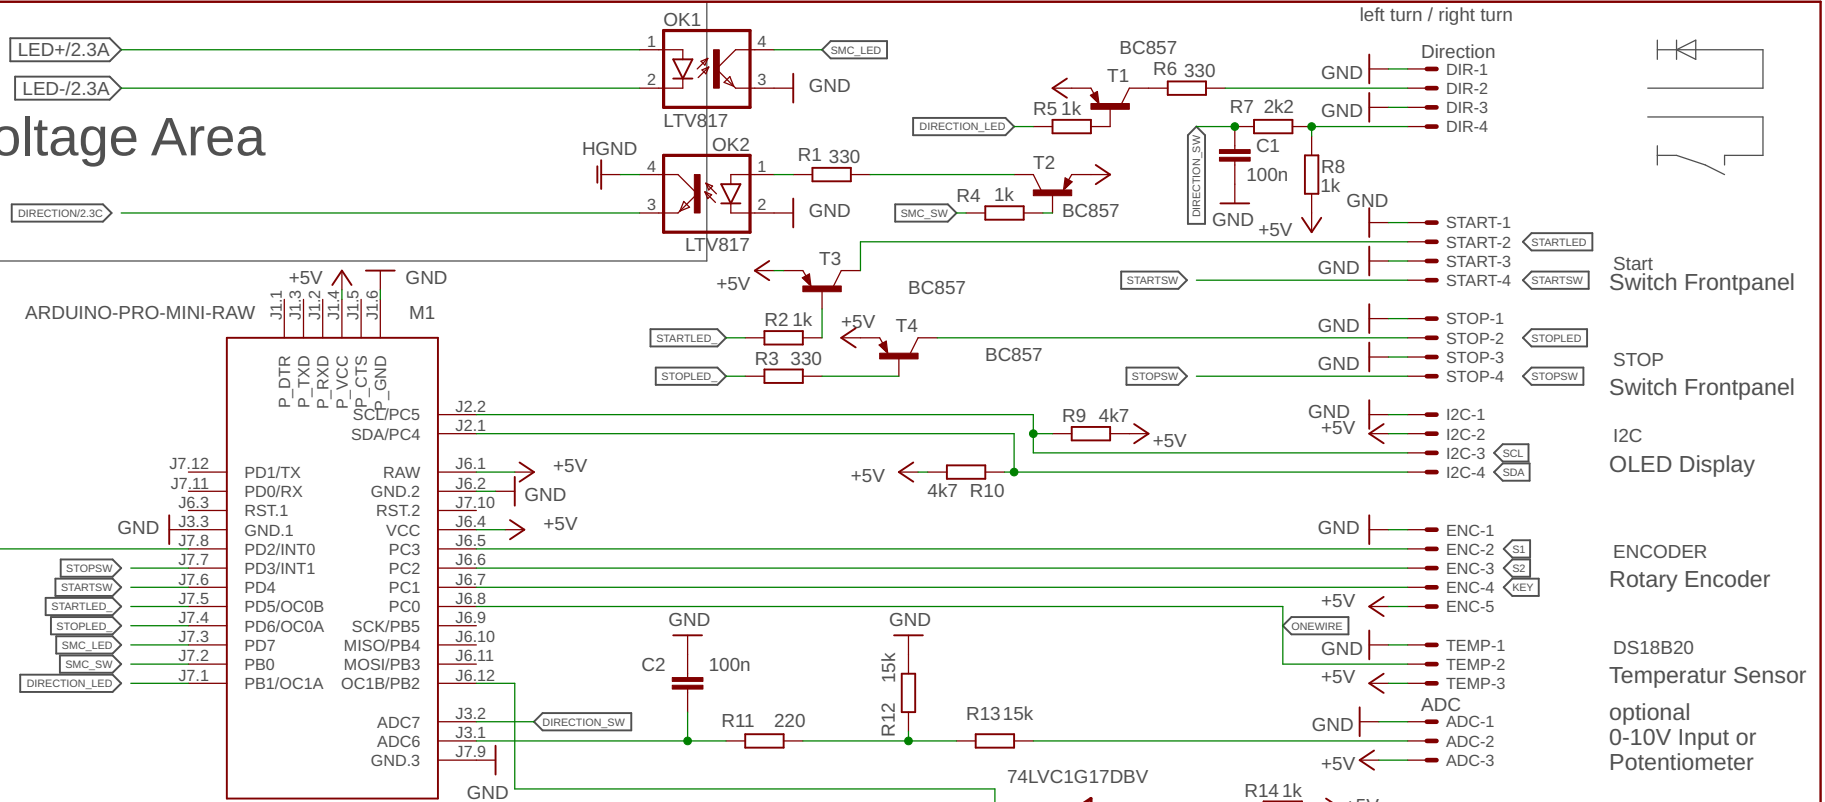 left turn / right turn
OK1
LED+/2.3A
1
4
SMC_LED
LED-/2.3A
2
3
GND
LTV817
oltage Area
BC857
T1
R6 330
R5 1k
DIRECTION_LED
Direction
GND
DIR-1
DIR-2
GND
DIR-3
DIR-4
R7 2k2
DIRECTION_SW
C1
100n
GND
R8
1k
+5V
HGND
OK2
4
1
R1 330
T2
3
2
GND
R4 1k
SMC_SW
BC857
DIRECTION/2.3C
LTV817
GND
START-1
START-2
STARTLED
GND
START-3
STARTSW
START-4
STARTSW
Start
Switch Frontpanel
T3
+5V
BC857
R2 1k
STARTLED_
+5V
T4
R3 330
STOPLED_
BC857
GND
STOP-1
STOP-2
STOPLED
GND
STOP-3
STOPSW
STOP-4
STOPSW
STOP
Switch Frontpanel
+5V
GND
ARDUINO-PRO-MINI-RAW
M1
J1.1
J1.3
J1.2
J1.4
J1.5
J1.6
P_DTR
P_TXD
P_RXD
P_VCC
P_CTS
P_GND
SCL/PC5
J2.2
SDA/PC4
J2.1
R9 4k7
+5V
+5V
4k7 R10
GND
I2C-1
+5V
I2C-2
I2C-3
SCL
I2C-4
SDA
I2C
OLED Display
J7.12
PD1/TX
RAW
J6.1
+5V
J7.11
PD0/RX
GND.2
J6.2
GND
J6.3
RST.1
RST.2
J7.10
GND
J3.3
GND.1
VCC
J6.4
+5V
J7.8
PD2/INT0
PC3
J6.5
STOPSW
J7.7
PD3/INT1
PC2
J6.6
STARTSW
J7.6
PD4
PC1
J6.7
STARTLED_
J7.5
PD5/OC0B
PC0
J6.8
STOPLED_
J7.4
PD6/OC0A
SCK/PB5
J6.9
SMC_LED
J7.3
PD7
MISO/PB4
J6.10
SMC_SW
J7.2
PB0
MOSI/PB3
J6.11
DIRECTION_LED
J7.1
PB1/OC1A
OC1B/PB2
J6.12
ADC7
J3.2
DIRECTION_SW
ADC6
J3.1
GND.3
J7.9
GND
GND
ENC-1
ENC-2
S1
ENC-3
S2
ENC-4
KEY
+5V
ENC-5
ENCODER
Rotary Encoder
ONEWIRE
GND
TEMP-1
TEMP-2
+5V
TEMP-3
DS18B20
Temperatur Sensor
GND
C2 100n
R11 220
GND
R12 15k
R13 15k
ADC
GND
ADC-1
ADC-2
+5V
ADC-3
optional
0-10V Input or
Potentiometer
74LVC1G17DBV
R14 1k
+5V